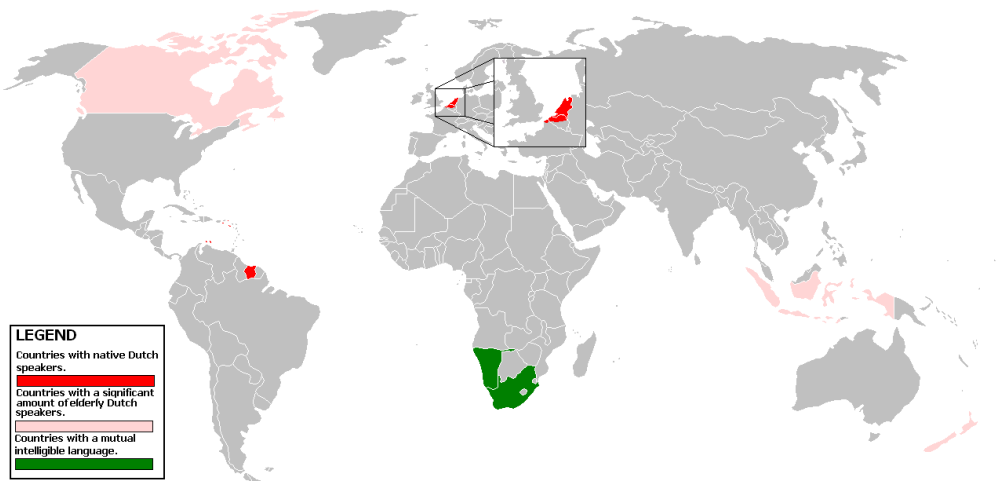 LEGEND
Countries with native Dutch
speakers.
Countries with a significant
amount of elderly Dutch
speakers.
Countries with a mutual
intelligible language.